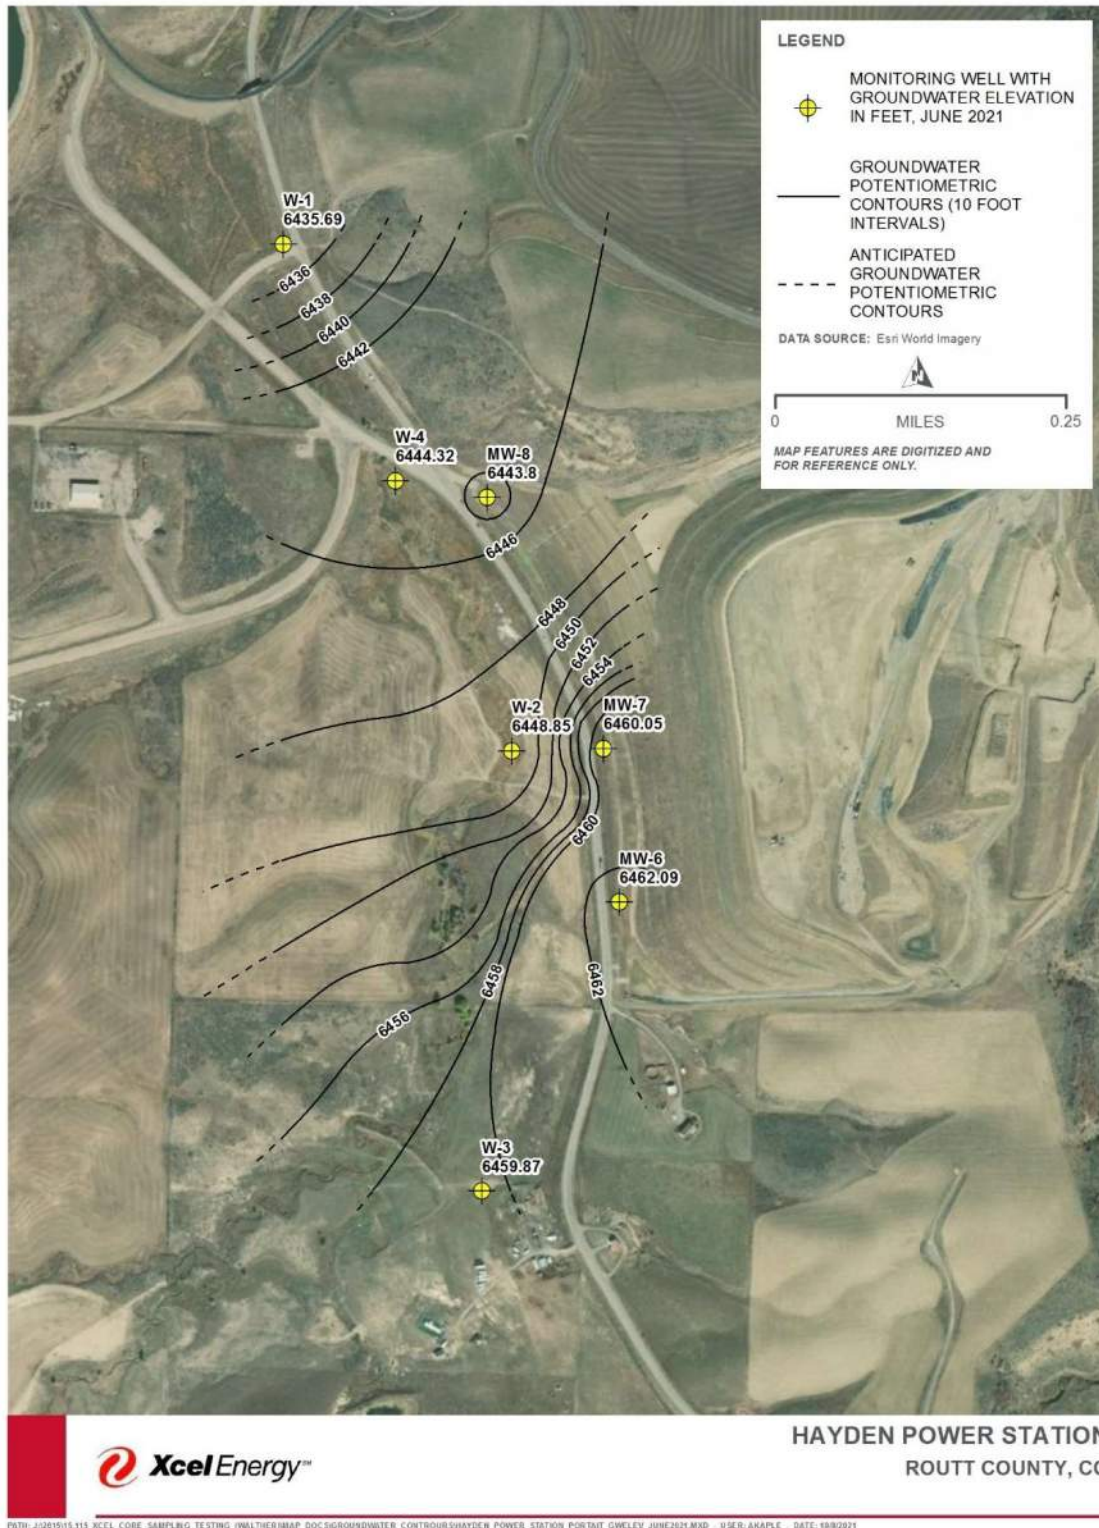 LEGEND
MONITORING WELL WITH
GROUNDWATER ELEVATION
IN FEET, JUNE 2021
GROUNDWATER
POTENTIOMETRIC
CONTOURS (10 FOOT
INTERVALS)
ANTICIPATED
GROUNDWATER
POTENTIOMETRIC
CONTOURS
DATA SOURCE: Esri World Imagery
N
0 0.25
MILES
MAP FEATURES ARE DIGITIZED AND
FOR REFERENCE ONLY.
W-1
6435.69
6436
6438
6440
6442
W-4
6444.32
MW-8
6443.8
6446
6448
6450
6452
6454
W-2
6448.85
MW-7
6460.05
6460
MW-6
6462.09
6458
6462
6456
W-3
6459.87
Xcel Energy™
HAYDEN POWER STATION
ROUTT COUNTY, CO